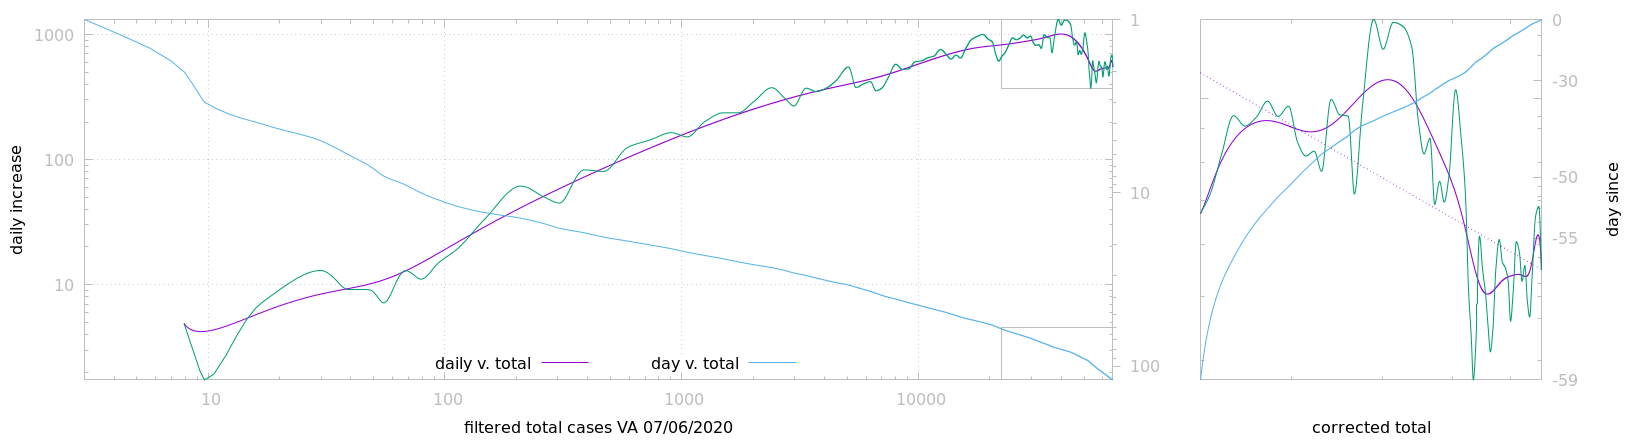 1000
100
10
daily increase
daily v. total
day v. total
10
100
1000
10000
filtered total cases VA 07/06/2020
1
10
100
0
-30
-50
-55
-59
day since
corrected total